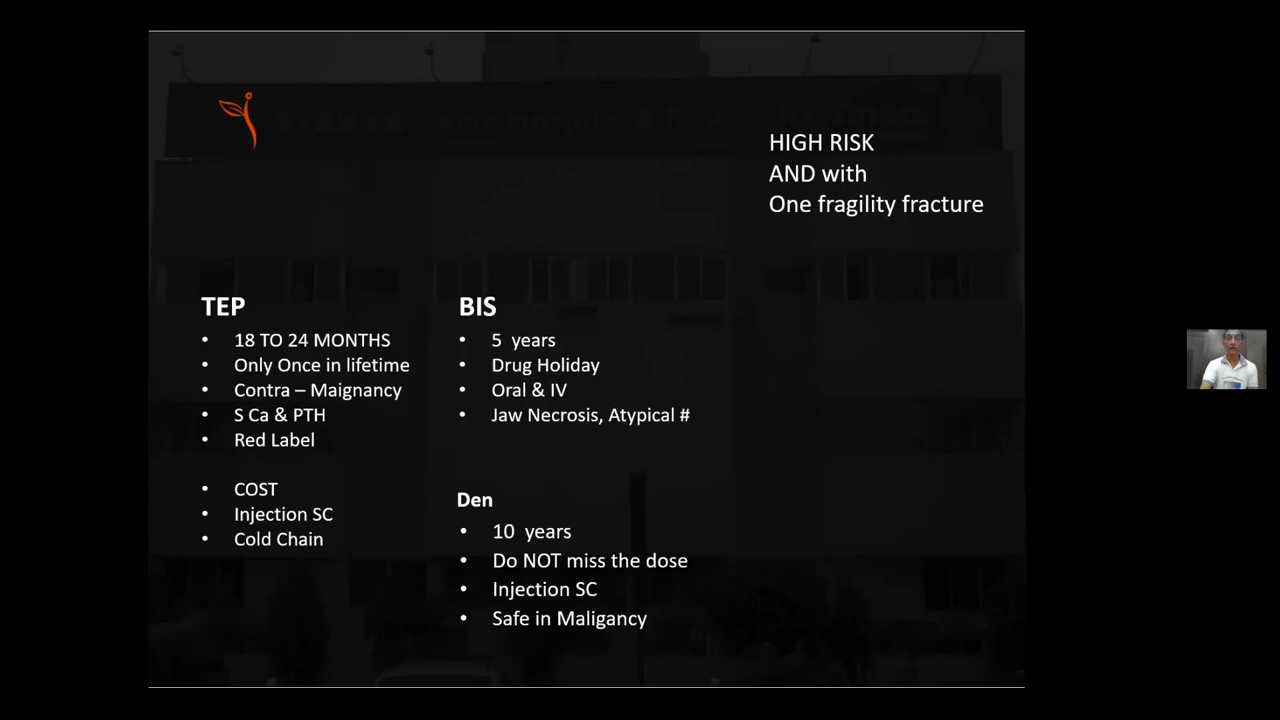 HIGH RISK
AND with
One fragility fracture
TEP
• 18 TO 24 MONTHS
• Only Once in lifetime
• Contra – Maignancy
• S Ca & PTH
• Red Label
• COST
• Injection SC
• Cold Chain
BIS
• 5 years
• Drug Holiday
• Oral & IV
• Jaw Necrosis, Atypical #
Den
• 10 years
• Do NOT miss the dose
• Injection SC
• Safe in Maligancy